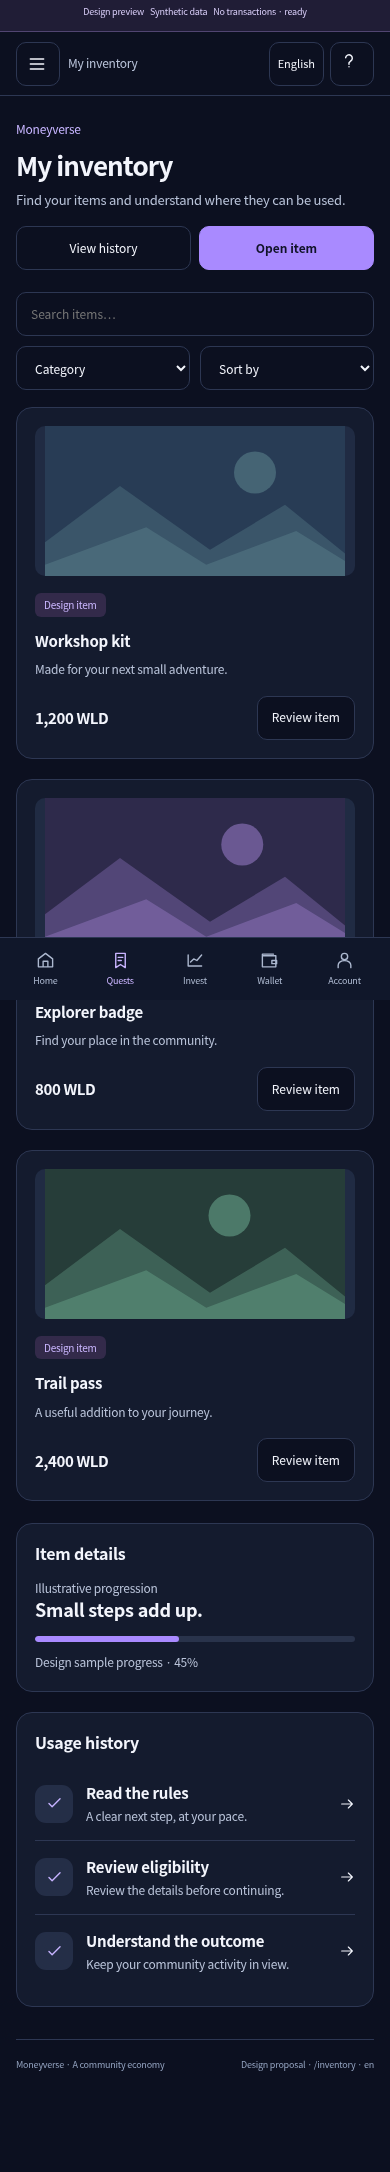 Design preview Synthetic data No transactions · ready
My inventory
English
?
Moneyverse
My inventory
Find your items and understand where they can be used.
View history
Open item
Search items…
Category
Sort by
Design item
Workshop kit
Made for your next small adventure.
1,200 WLD
Review item
Home
Quests
Invest
Wallet
Account
Explorer badge
Find your place in the community.
800 WLD
Review item
Design item
Trail pass
A useful addition to your journey.
2,400 WLD
Review item
Item details
Illustrative progression
Small steps add up.
Design sample progress · 45%
Usage history
Read the rules
A clear next step, at your pace.
Review eligibility
Review the details before continuing.
Understand the outcome
Keep your community activity in view.
Moneyverse · A community economy
Design proposal · /inventory · en